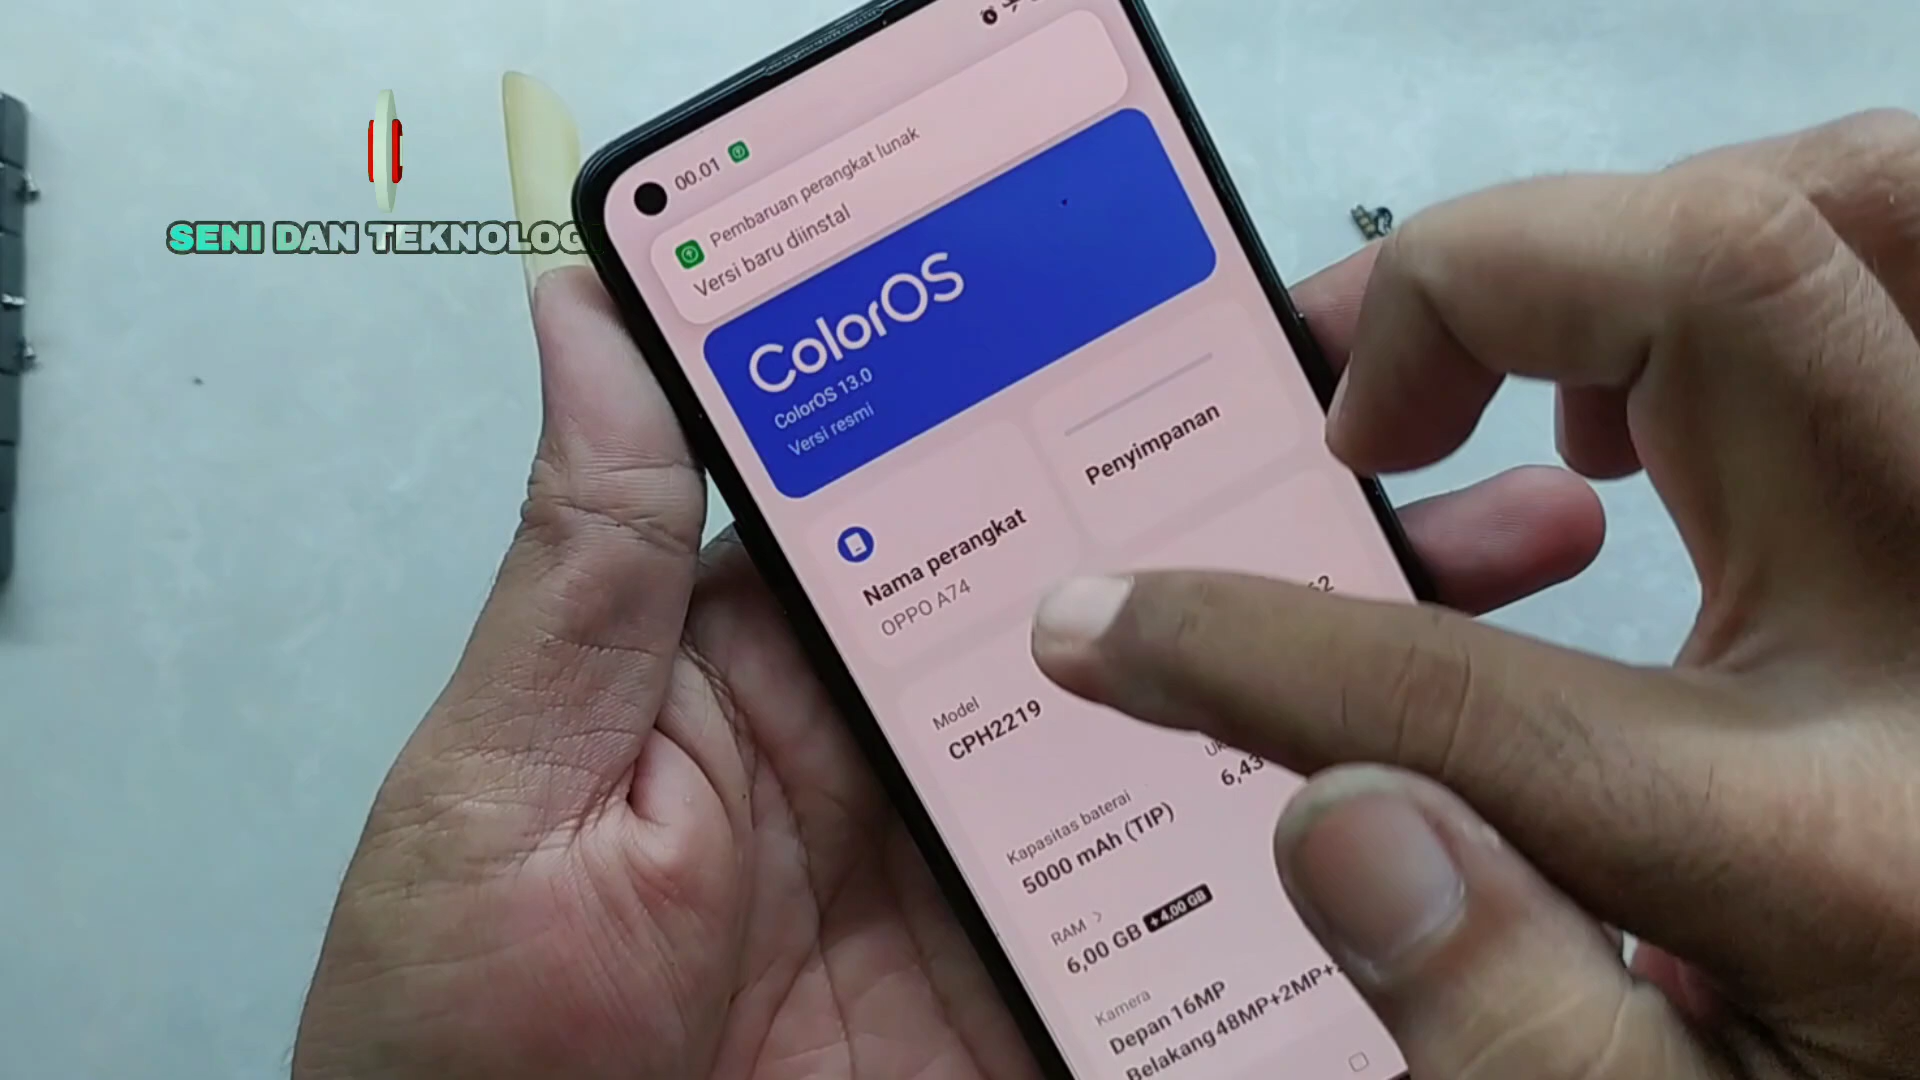 SENI DAN TEKNOLOG
00.01
Pembaruan perangkat lunak
Versi baru diinstal
ColorOS
ColorOS 13.0
Versi resmi
Nama perangkat
OPPO A74
Penyimpanan
Model
CPH2219
Kapasitas baterai
5000 mAh (TIP)
RAM >
6,00 GB +4,00 GB
Kamera
Depan 16MP
Belakang 48MP+2MP+